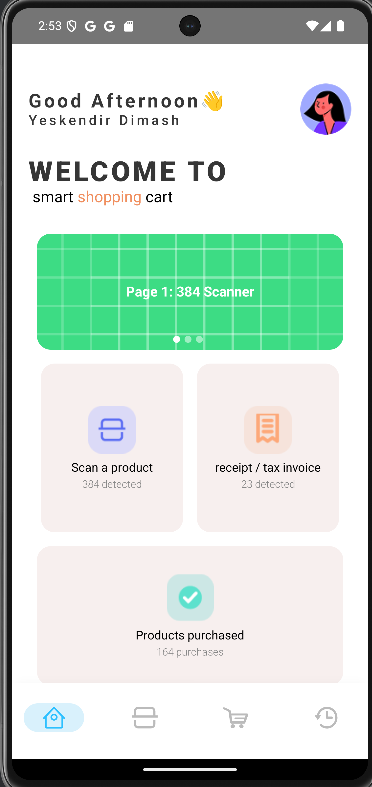 2:53
Good Afternoon👋
Yeskendir Dimash
WELCOME TO
smart shopping cart
Page 1: 384 Scanner
Scan a product
384 detected
receipt / tax invoice
23 detected
Products purchased
164 purchases